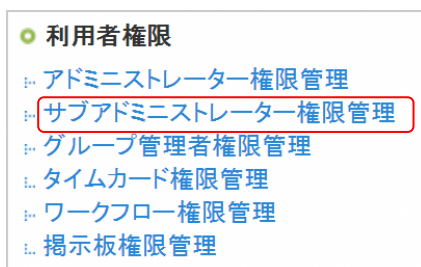 利用者権限
アドミニストレーター権限管理
サブアドミニストレーター権限管理
グループ管理者権限管理
タイムカード権限管理
ワークフロー権限管理
掲示板権限管理